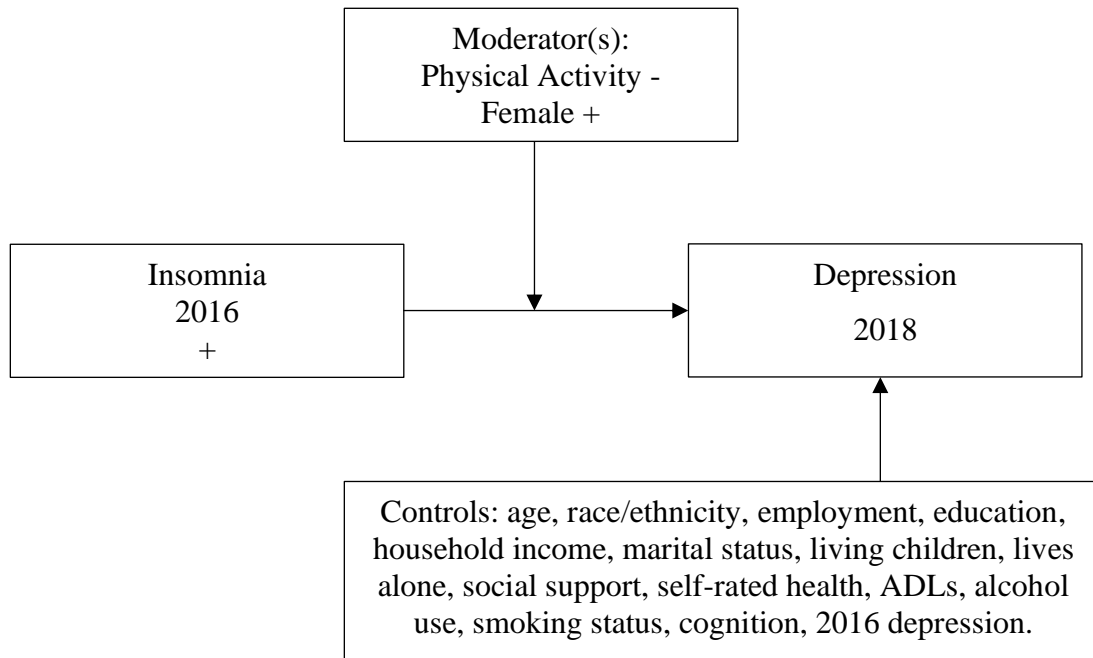 Moderator(s):
Physical Activity -
Female +
Insomnia
2016
+
Depression
2018
Controls: age, race/ethnicity, employment, education,
household income, marital status, living children, lives
alone, social support, self-rated health, ADLs, alcohol
use, smoking status, cognition, 2016 depression.